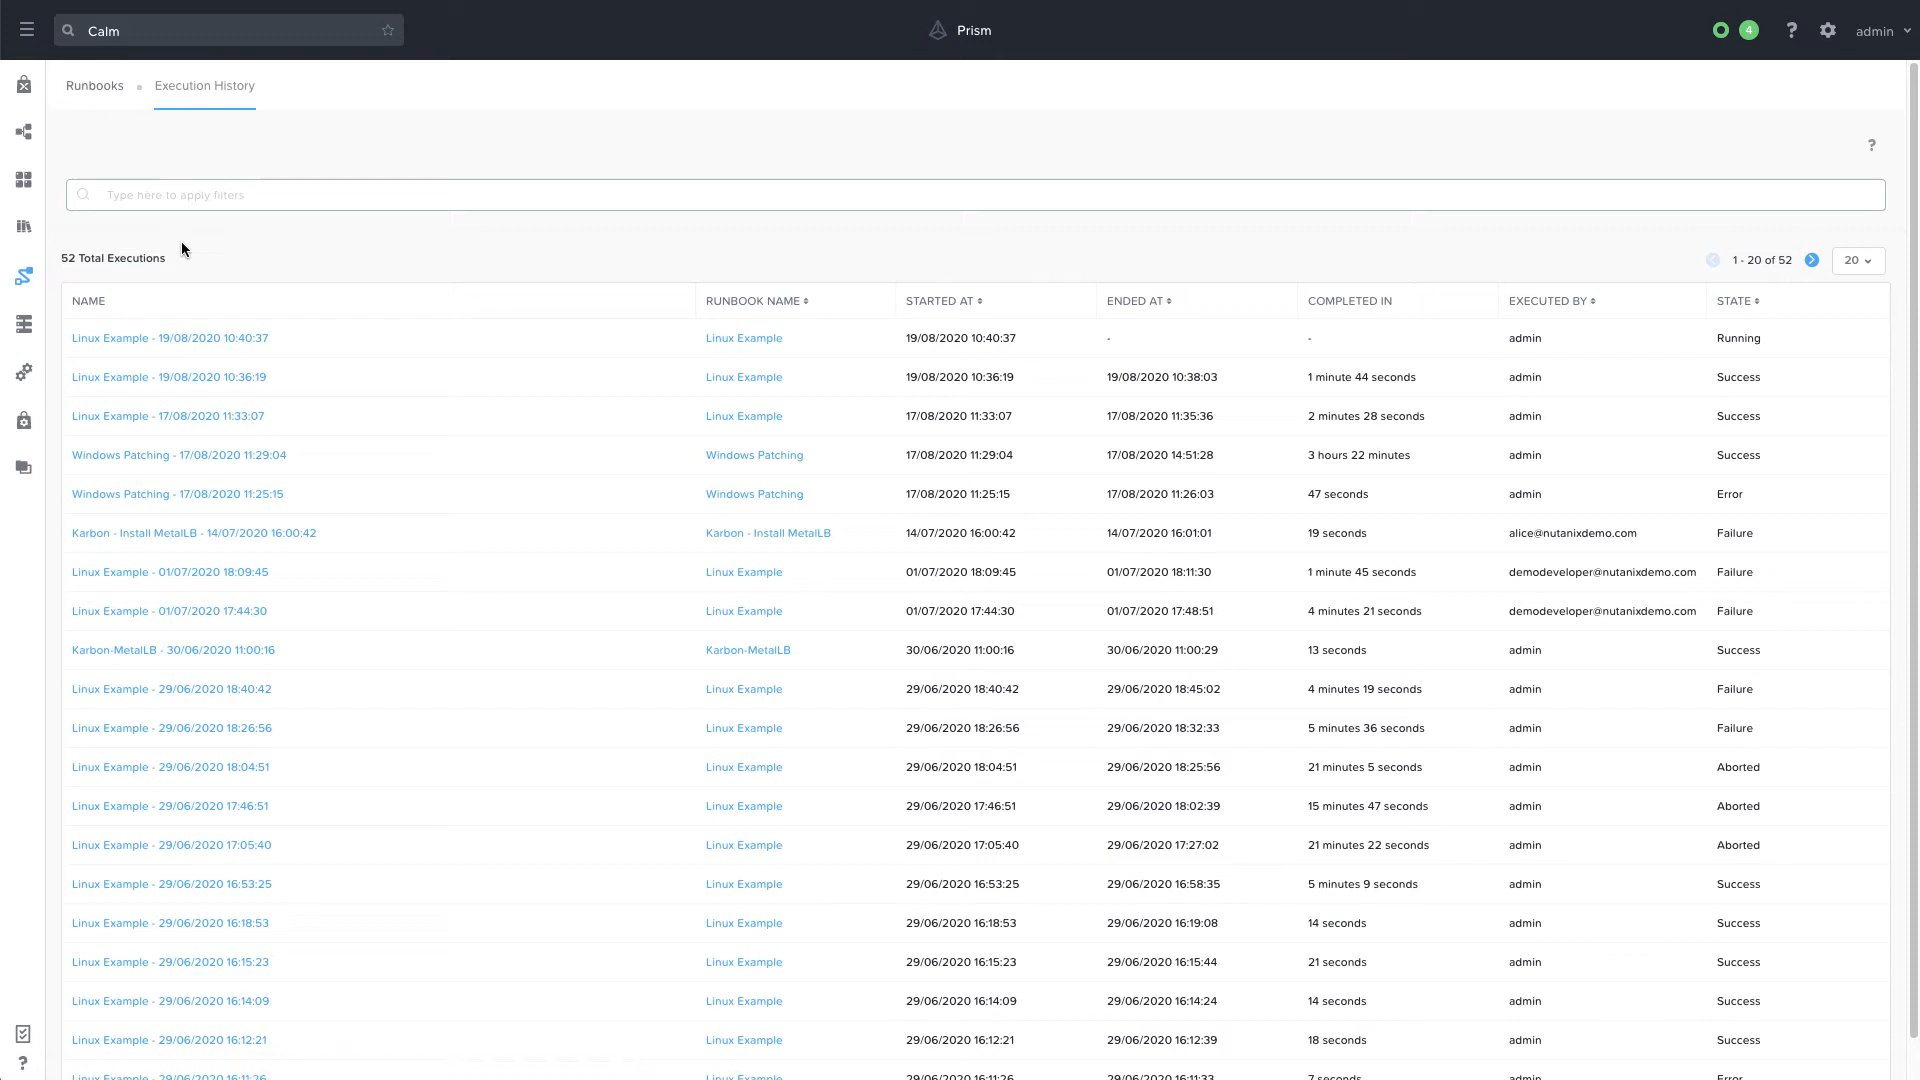 Calm
Prism
4
?
admin
Runbooks
Execution History
?
Type here to apply filters
52 Total Executions
1 - 20 of 52
20
NAME RUNBOOK NAME STARTED AT ENDED AT COMPLETED IN EXECUTED BY STATE
Linux Example - 19/08/2020 10:40:37 Linux Example 19/08/2020 10:40:37 - - admin Running
Linux Example - 19/08/2020 10:36:19 Linux Example 19/08/2020 10:36:19 19/08/2020 10:38:03 1 minute 44 seconds admin Success
Linux Example - 17/08/2020 11:33:07 Linux Example 17/08/2020 11:33:07 17/08/2020 11:35:36 2 minutes 28 seconds admin Success
Windows Patching - 17/08/2020 11:29:04 Windows Patching 17/08/2020 11:29:04 17/08/2020 14:51:28 3 hours 22 minutes admin Success
Windows Patching - 17/08/2020 11:25:15 Windows Patching 17/08/2020 11:25:15 17/08/2020 11:26:03 47 seconds admin Error
Karbon - Install MetalLB - 14/07/2020 16:00:42 Karbon - Install MetalLB 14/07/2020 16:00:42 14/07/2020 16:01:01 19 seconds alice@nutanixdemo.com Failure
Linux Example - 01/07/2020 18:09:45 Linux Example 01/07/2020 18:09:45 01/07/2020 18:11:30 1 minute 45 seconds demodeveloper@nutanixdemo.com Failure
Linux Example - 01/07/2020 17:44:30 Linux Example 01/07/2020 17:44:30 01/07/2020 17:48:51 4 minutes 21 seconds demodeveloper@nutanixdemo.com Failure
Karbon-MetalLB - 30/06/2020 11:00:16 Karbon-MetalLB 30/06/2020 11:00:16 30/06/2020 11:00:29 13 seconds admin Success
Linux Example - 29/06/2020 18:40:42 Linux Example 29/06/2020 18:40:42 29/06/2020 18:45:02 4 minutes 19 seconds admin Failure
Linux Example - 29/06/2020 18:26:56 Linux Example 29/06/2020 18:26:56 29/06/2020 18:32:33 5 minutes 36 seconds admin Failure
Linux Example - 29/06/2020 18:04:51 Linux Example 29/06/2020 18:04:51 29/06/2020 18:25:56 21 minutes 5 seconds admin Aborted
Linux Example - 29/06/2020 17:46:51 Linux Example 29/06/2020 17:46:51 29/06/2020 18:02:39 15 minutes 47 seconds admin Aborted
Linux Example - 29/06/2020 17:05:40 Linux Example 29/06/2020 17:05:40 29/06/2020 17:27:02 21 minutes 22 seconds admin Aborted
Linux Example - 29/06/2020 16:53:25 Linux Example 29/06/2020 16:53:25 29/06/2020 16:58:35 5 minutes 9 seconds admin Success
Linux Example - 29/06/2020 16:18:53 Linux Example 29/06/2020 16:18:53 29/06/2020 16:19:08 14 seconds admin Success
Linux Example - 29/06/2020 16:15:23 Linux Example 29/06/2020 16:15:23 29/06/2020 16:15:44 21 seconds admin Success
Linux Example - 29/06/2020 16:14:09 Linux Example 29/06/2020 16:14:09 29/06/2020 16:14:24 14 seconds admin Success
Linux Example - 29/06/2020 16:12:21 Linux Example 29/06/2020 16:12:21 29/06/2020 16:12:39 18 seconds admin Success
?
Linux Example - 29/06/2020 16:11:26 Linux Example 29/06/2020 16:11:26 29/06/2020 16:11:33 7 seconds admin Error